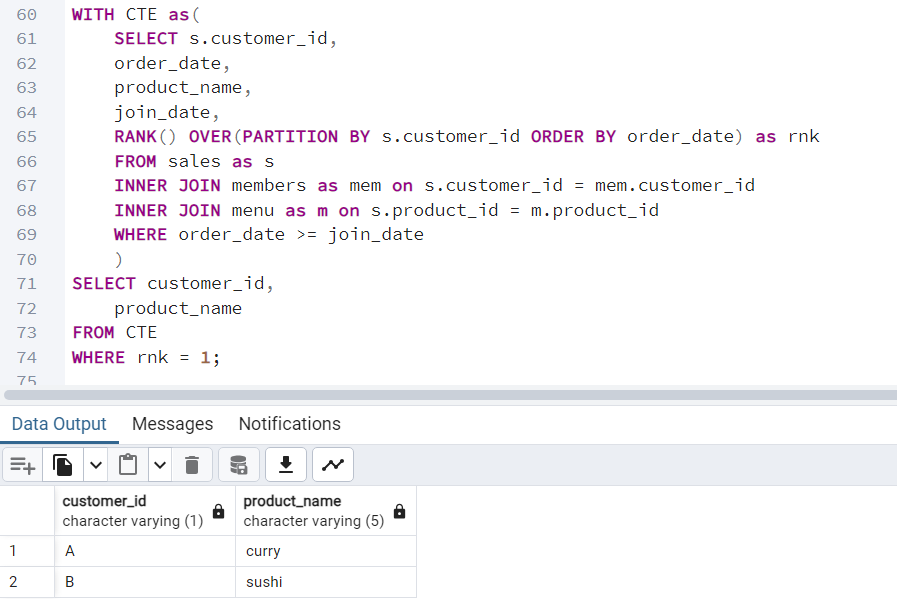 60 WITH CTE as(
61 SELECT s.customer_id,
62 order_date,
63 product_name,
64 join_date,
65 RANK() OVER(PARTITION BY s.customer_id ORDER BY order_date) as rnk
66 FROM sales as s
67 INNER JOIN members as mem on s.customer_id = mem.customer_id
68 INNER JOIN menu as m on s.product_id = m.product_id
69 WHERE order_date >= join_date
70 )
71 SELECT customer_id,
72 product_name
73 FROM CTE
74 WHERE rnk = 1;
75
Data Output Messages Notifications
customer_id product_name
character varying (1) character varying (5)
1 A curry
2 B sushi